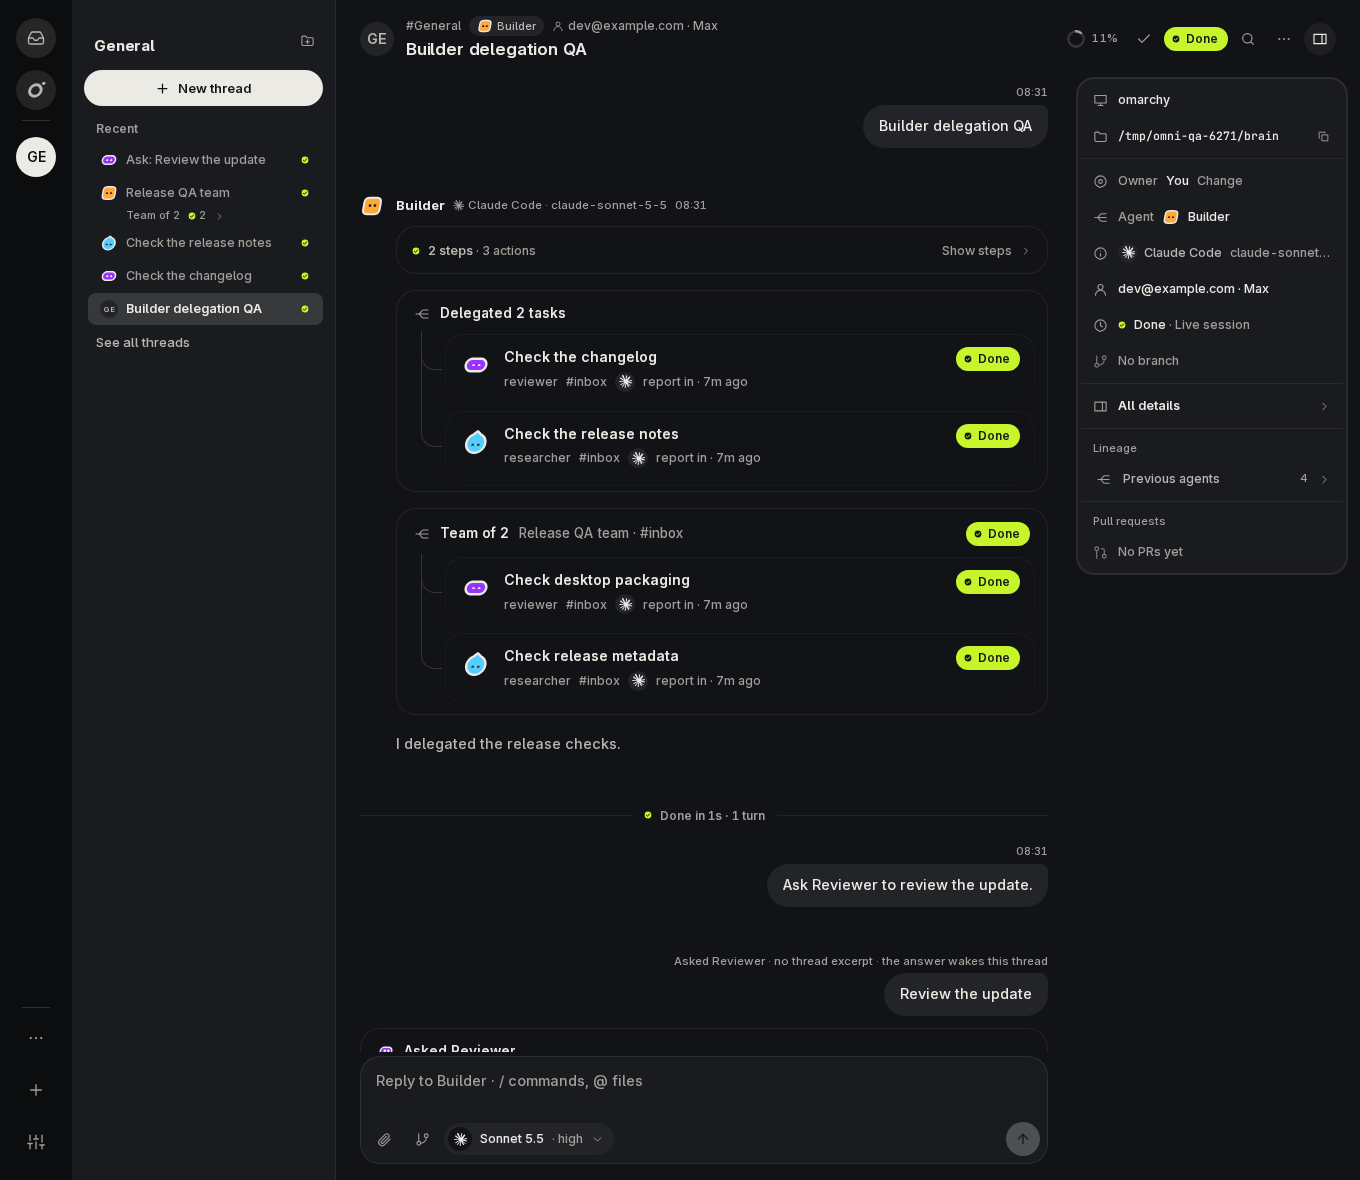 GE
General
New thread
Recent
Ask: Review the update
Release QA team
Team of 2 2
Check the release notes
Check the changelog
GE Builder delegation QA
See all threads
GE
#General Builder dev@example.com · Max
Builder delegation QA
11% Done
08:31
Builder delegation QA
Builder Claude Code · claude-sonnet-5-5 08:31
2 steps · 3 actions Show steps
Delegated 2 tasks
Check the changelog Done
reviewer #inbox report in · 7m ago
Check the release notes Done
researcher #inbox report in · 7m ago
Team of 2 Release QA team · #inbox Done
Check desktop packaging Done
reviewer #inbox report in · 7m ago
Check release metadata Done
researcher #inbox report in · 7m ago
I delegated the release checks.
Done in 1s · 1 turn
08:31
Ask Reviewer to review the update.
Asked Reviewer · no thread excerpt · the answer wakes this thread
Review the update
Asked Reviewer
Reply to Builder · / commands, @ files
Sonnet 5.5 · high
omarchy
/tmp/omni-qa-6271/brain
Owner You Change
Agent Builder
Claude Code claude-sonnet...
dev@example.com · Max
Done · Live session
No branch
All details
Lineage
Previous agents 4
Pull requests
No PRs yet